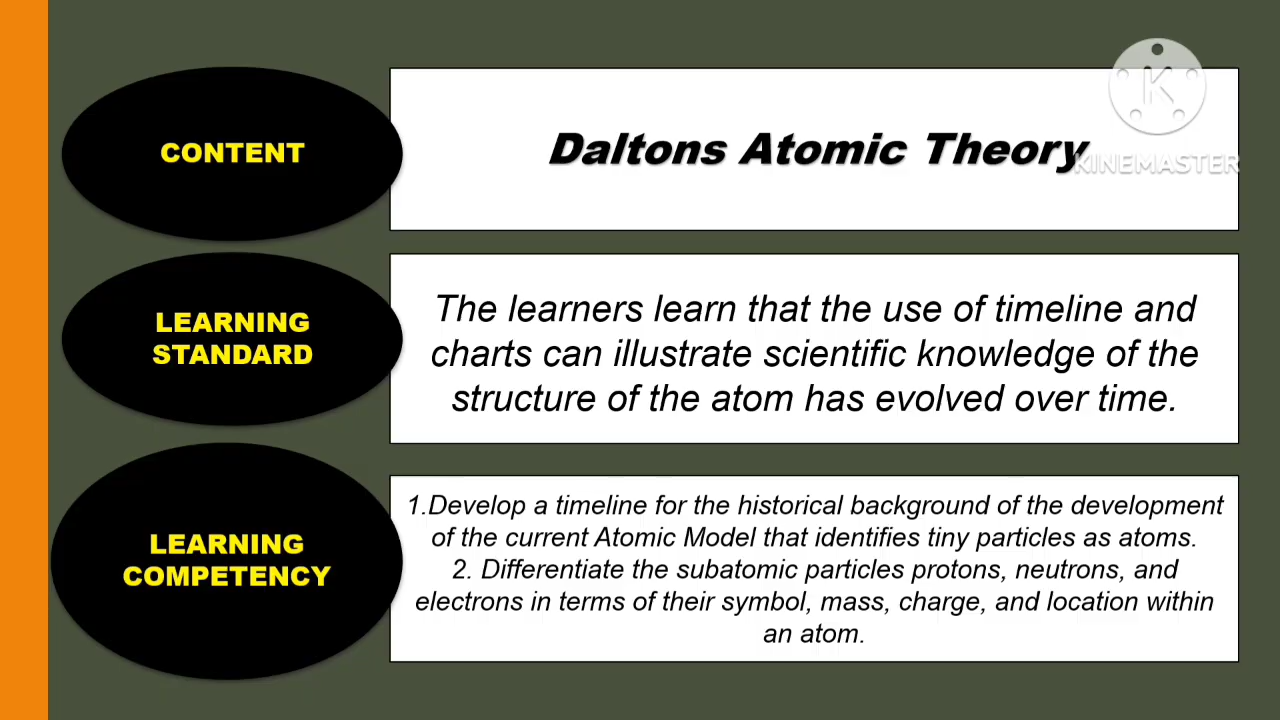 CONTENT
Daltons Atomic Theory
K
KINEMASTER
LEARNING
STANDARD
The learners learn that the use of timeline and
charts can illustrate scientific knowledge of the
structure of the atom has evolved over time.
LEARNING
COMPETENCY
1.Develop a timeline for the historical background of the development
of the current Atomic Model that identifies tiny particles as atoms.
2. Differentiate the subatomic particles protons, neutrons, and
electrons in terms of their symbol, mass, charge, and location within
an atom.